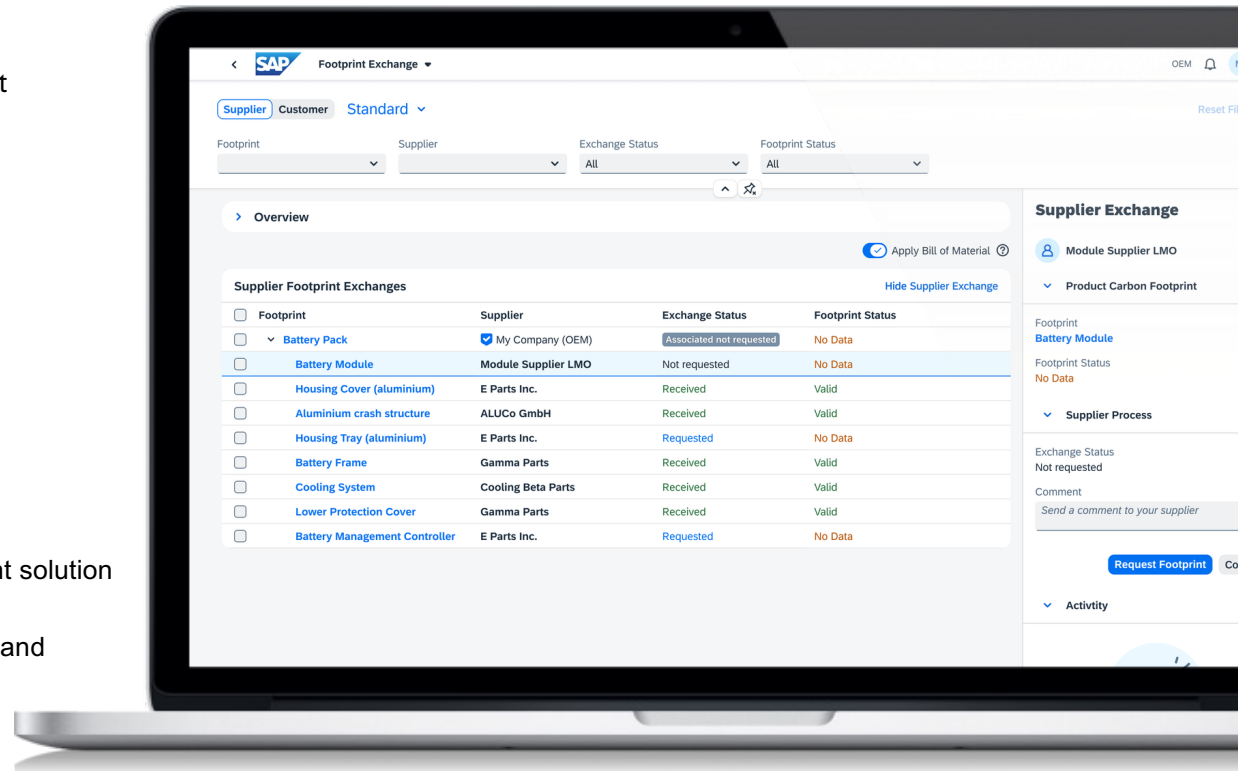 t
nt solution
and
SAP Footprint Exchange OEM
Supplier Customer Standard Reset Fil
Footprint Supplier Exchange Status Footprint Status
All All
Overview
Apply Bill of Material
Supplier Footprint Exchanges Hide Supplier Exchange
Footprint Supplier Exchange Status Footprint Status
Battery Pack My Company (OEM) Associated not requested No Data
Battery Module Module Supplier LMO Not requested No Data
Housing Cover (aluminium) E Parts Inc. Received Valid
Aluminium crash structure ALUCo GmbH Received Valid
Housing Tray (aluminium) E Parts Inc. Requested No Data
Battery Frame Gamma Parts Received Valid
Cooling System Cooling Beta Parts Received Valid
Lower Protection Cover Gamma Parts Received Valid
Battery Management Controller E Parts Inc. Requested No Data
Supplier Exchange
Module Supplier LMO
Product Carbon Footprint
Footprint
Battery Module
Footprint Status
No Data
Supplier Process
Exchange Status
Not requested
Comment
Send a comment to your supplier
Request Footprint Co
Activtity